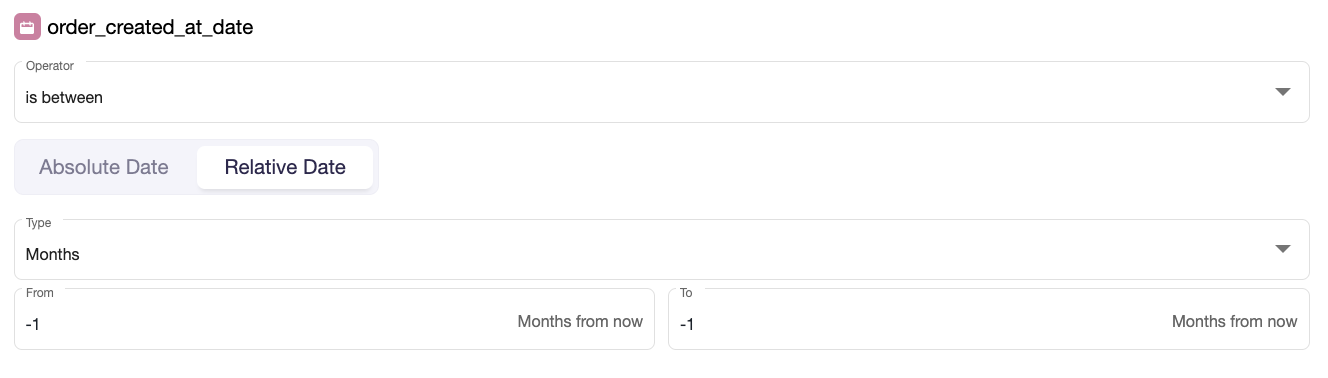 order_created_at_date
Operator
is between
Absolute Date Relative Date
Type
Months
From To
-1 Months from now -1 Months from now